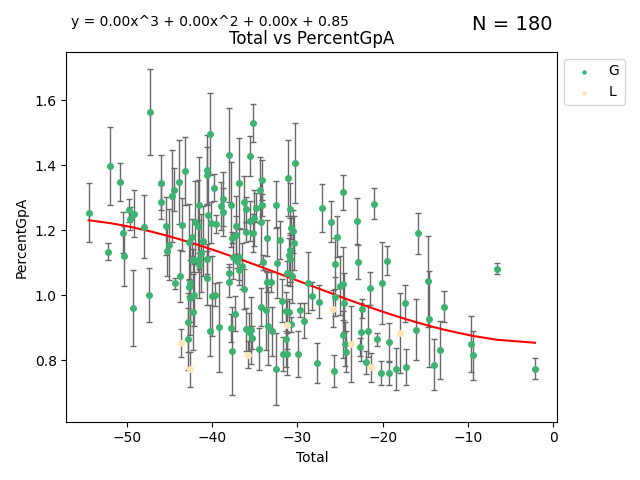 y = 0.00x^3 + 0.00x^2 + 0.00x + 0.85
N = 180
Total vs PercentGpA
G
L
PercentGpA
1.6
1.4
1.2
1.0
0.8
−50
−40
−30
−20
−10
0
Total